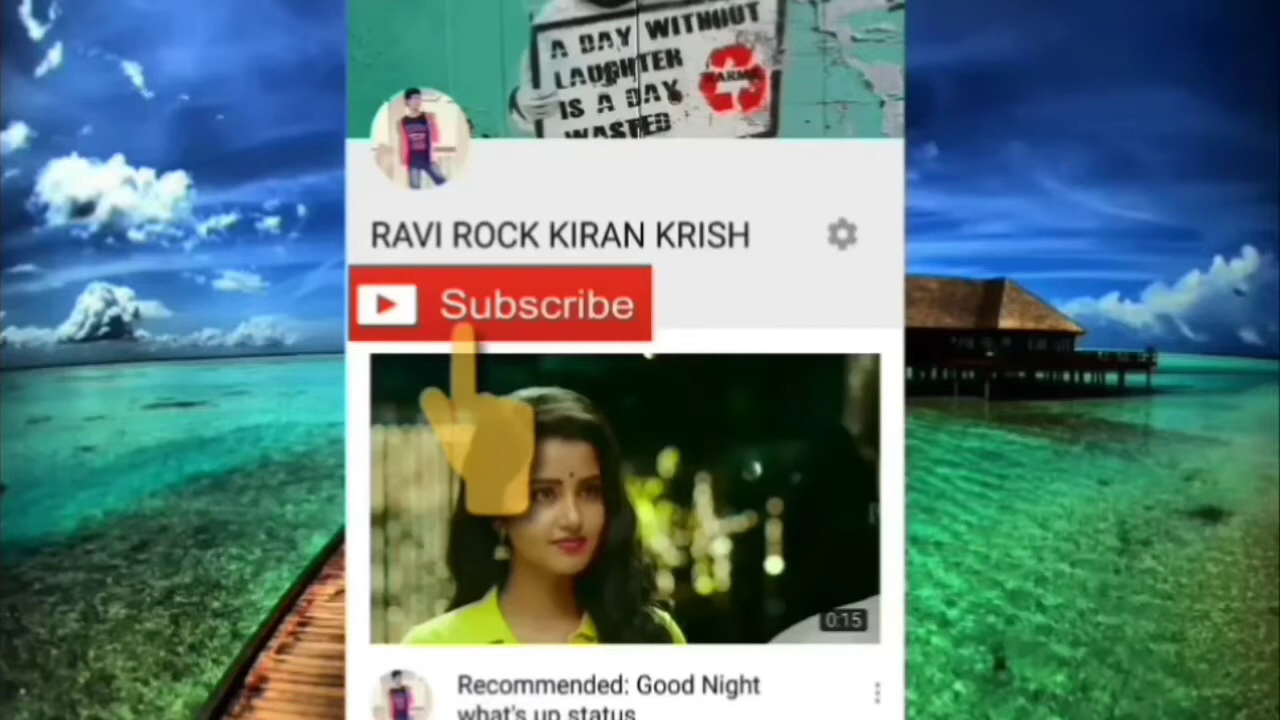 A DAY WITHOUT
LAUGHTER
IS A DAY
WASTED
KARMA
RAVI ROCK KIRAN KRISH
Subscribe
0:15
Recommended: Good Night
what's up status